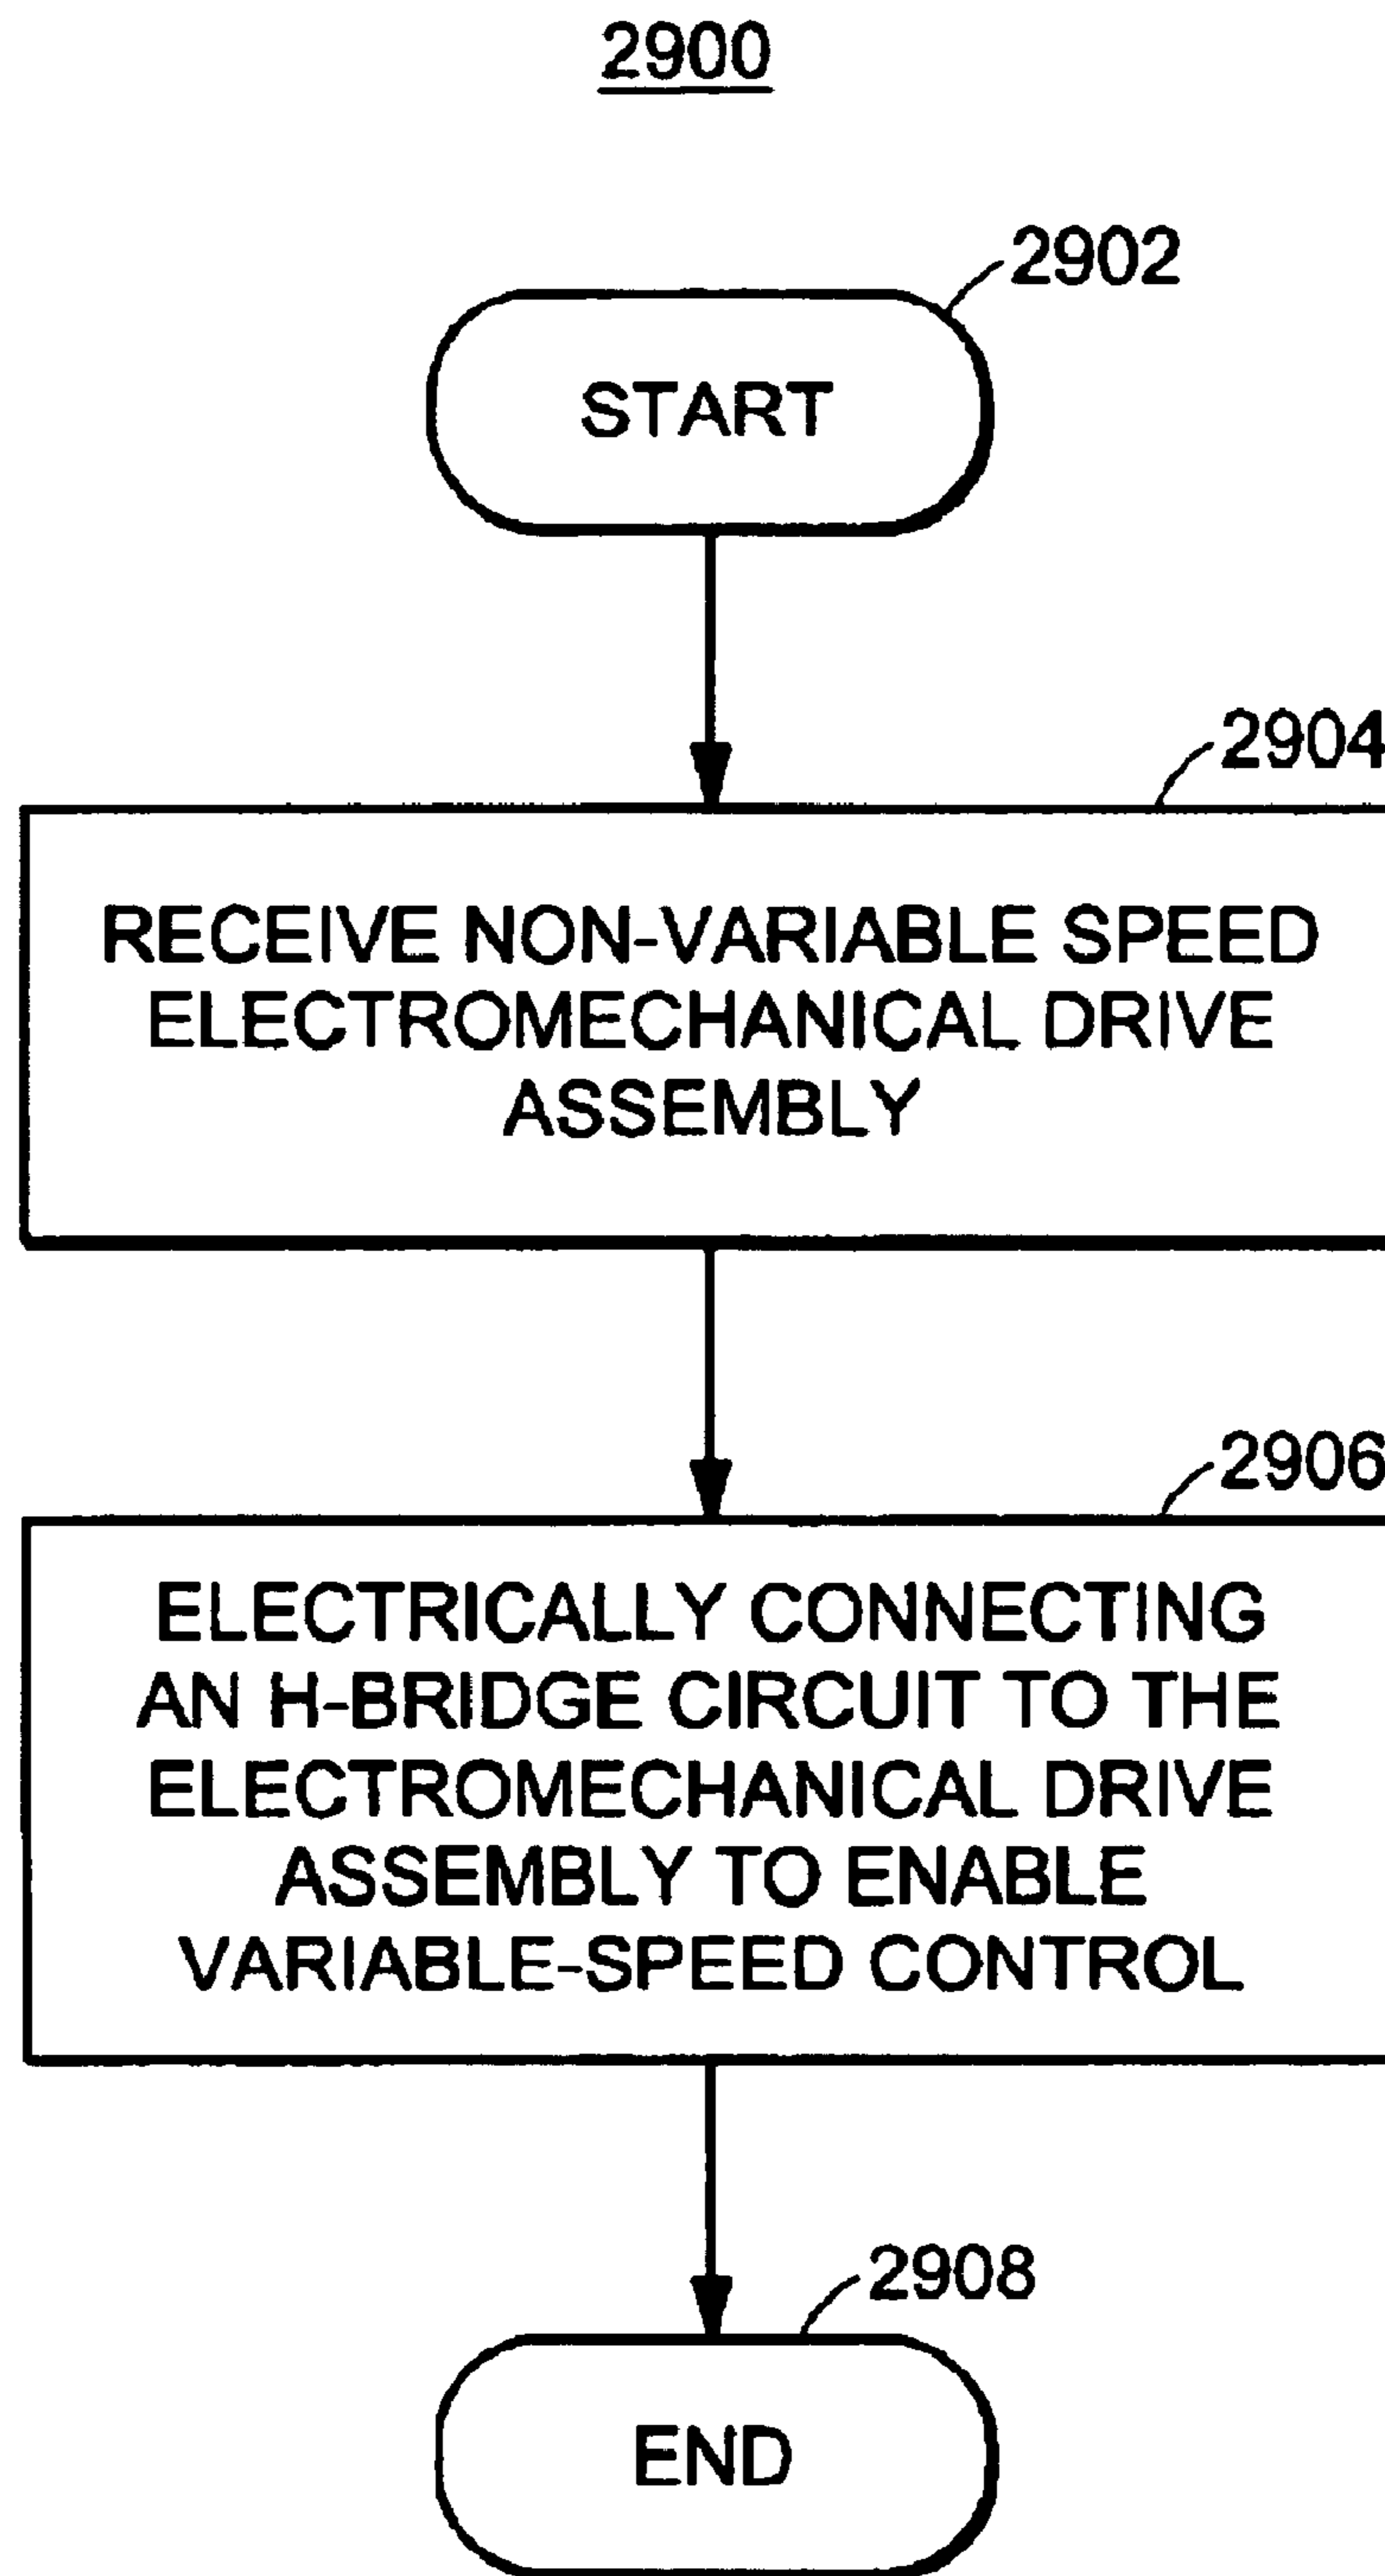 2900
2902
START
2904
RECEIVE NON-VARIABLE SPEED
ELECTROMECHANICAL DRIVE
ASSEMBLY
2906
ELECTRICALLY CONNECTING
AN H-BRIDGE CIRCUIT TO THE
ELECTROMECHANICAL DRIVE
ASSEMBLY TO ENABLE
VARIABLE-SPEED CONTROL
2908
END